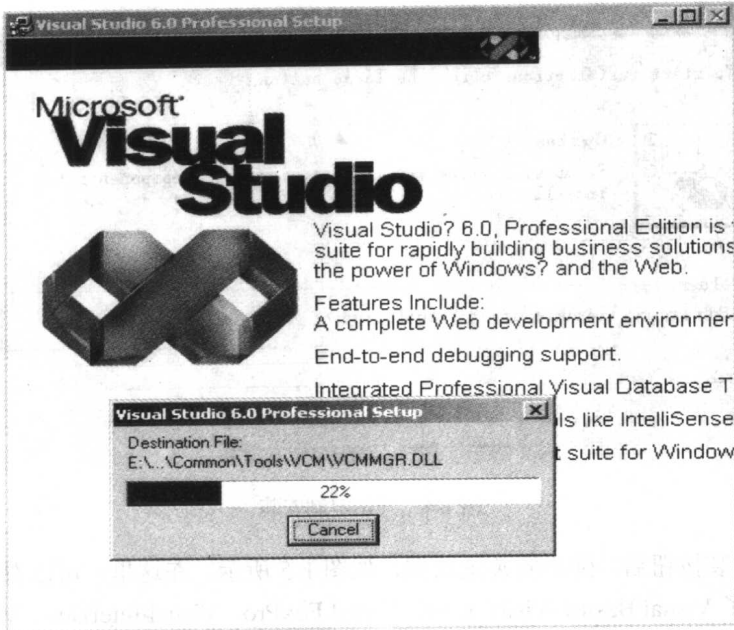 Visual Studio 6.0 Professional Setup
Microsoft
Visual
Studio
Visual Studio? 6.0, Professional Edition is
suite for rapidly building business solutions
the power of Windows? and the Web.
Features Include:
A complete Web development environmer
End-to-end debugging support.
Integrated Professional Visual Database T
ls like IntelliSense
t suite for Window
Visual Studio 6.0 Professional Setup
Destination File:
E:\...\Common\Tools\VCM\VCMMGR.DLL
22%
Cancel